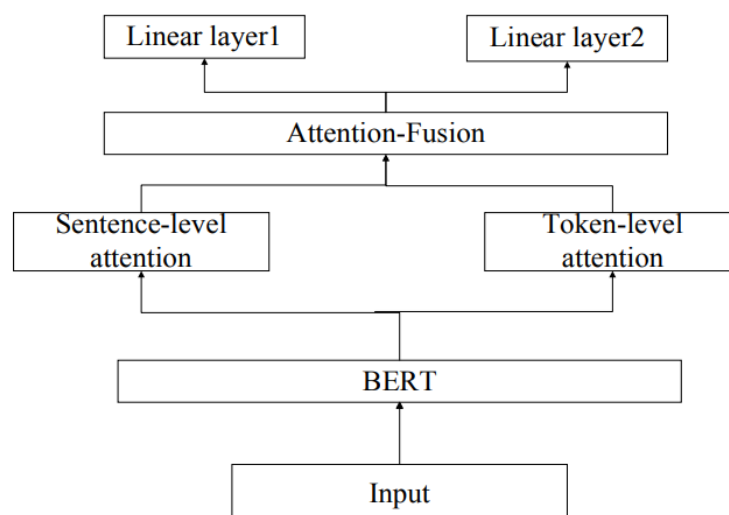 Linear layer1
Linear layer2
Attention-Fusion
Sentence-level
attention
Token-level
attention
BERT
Input